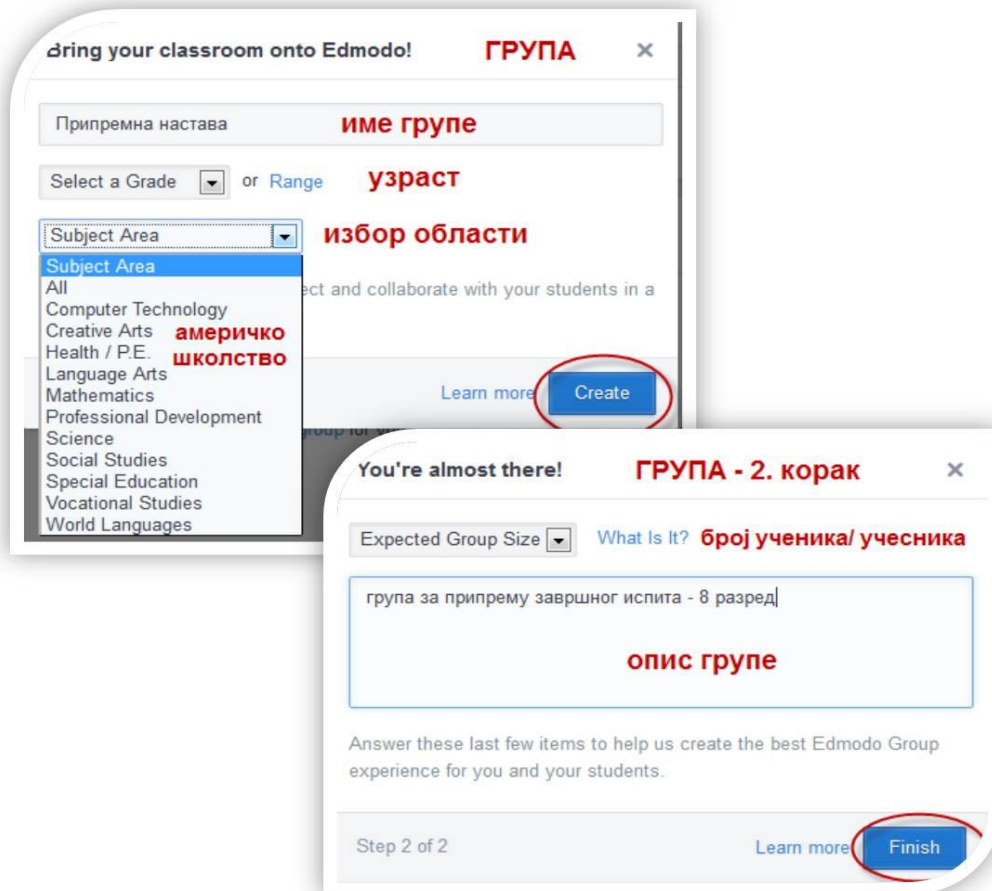 Bring your classroom onto Edmodo! ГРУПА ×
Припремна настава име групе
Select a Grade or Range узраст
Subject Area избор области
Subject Area
All
ect and collaborate with your students in a
Computer Technology
Creative Arts америчко
Health / P.E. школство
Language Arts
Mathematics
Learn more Create
Professional Development
Science
group for
Social Studies
Special Education
Vocational Studies
World Languages
You're almost there! ГРУПА - 2. корак ×
Expected Group Size What Is It? број ученика/ учесника
група за припрему завршног испита - 8 разред
опис групе
Answer these last few items to help us create the best Edmodo Group
experience for you and your students.
Step 2 of 2 Learn more Finish